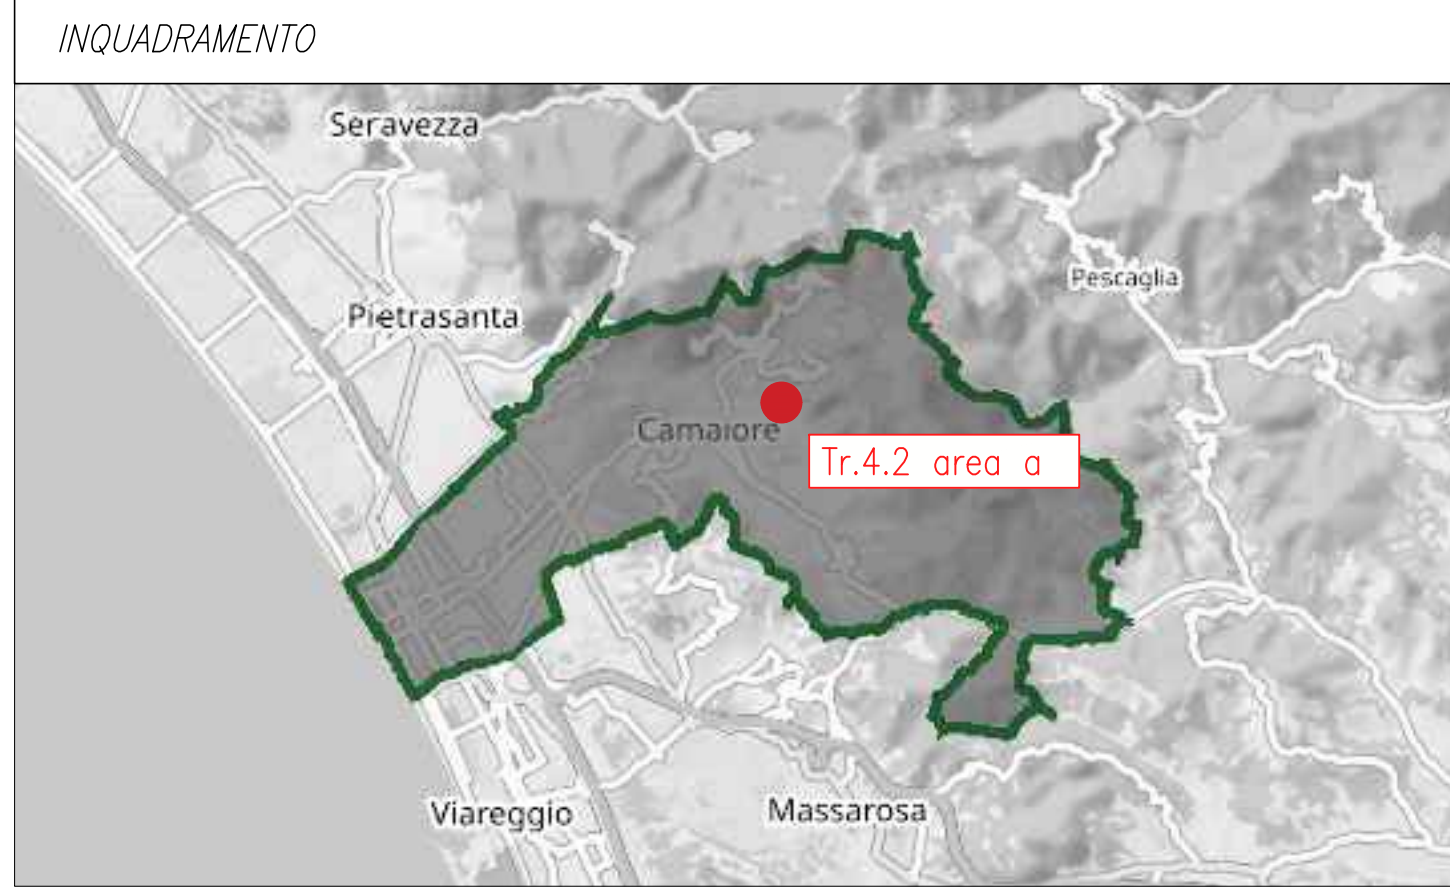 INQUADRAMENTO
Seravezza
Pescaglia
Pietrasanta
Camaiore
Tr.4.2 area a
Viareggio
Massarosa